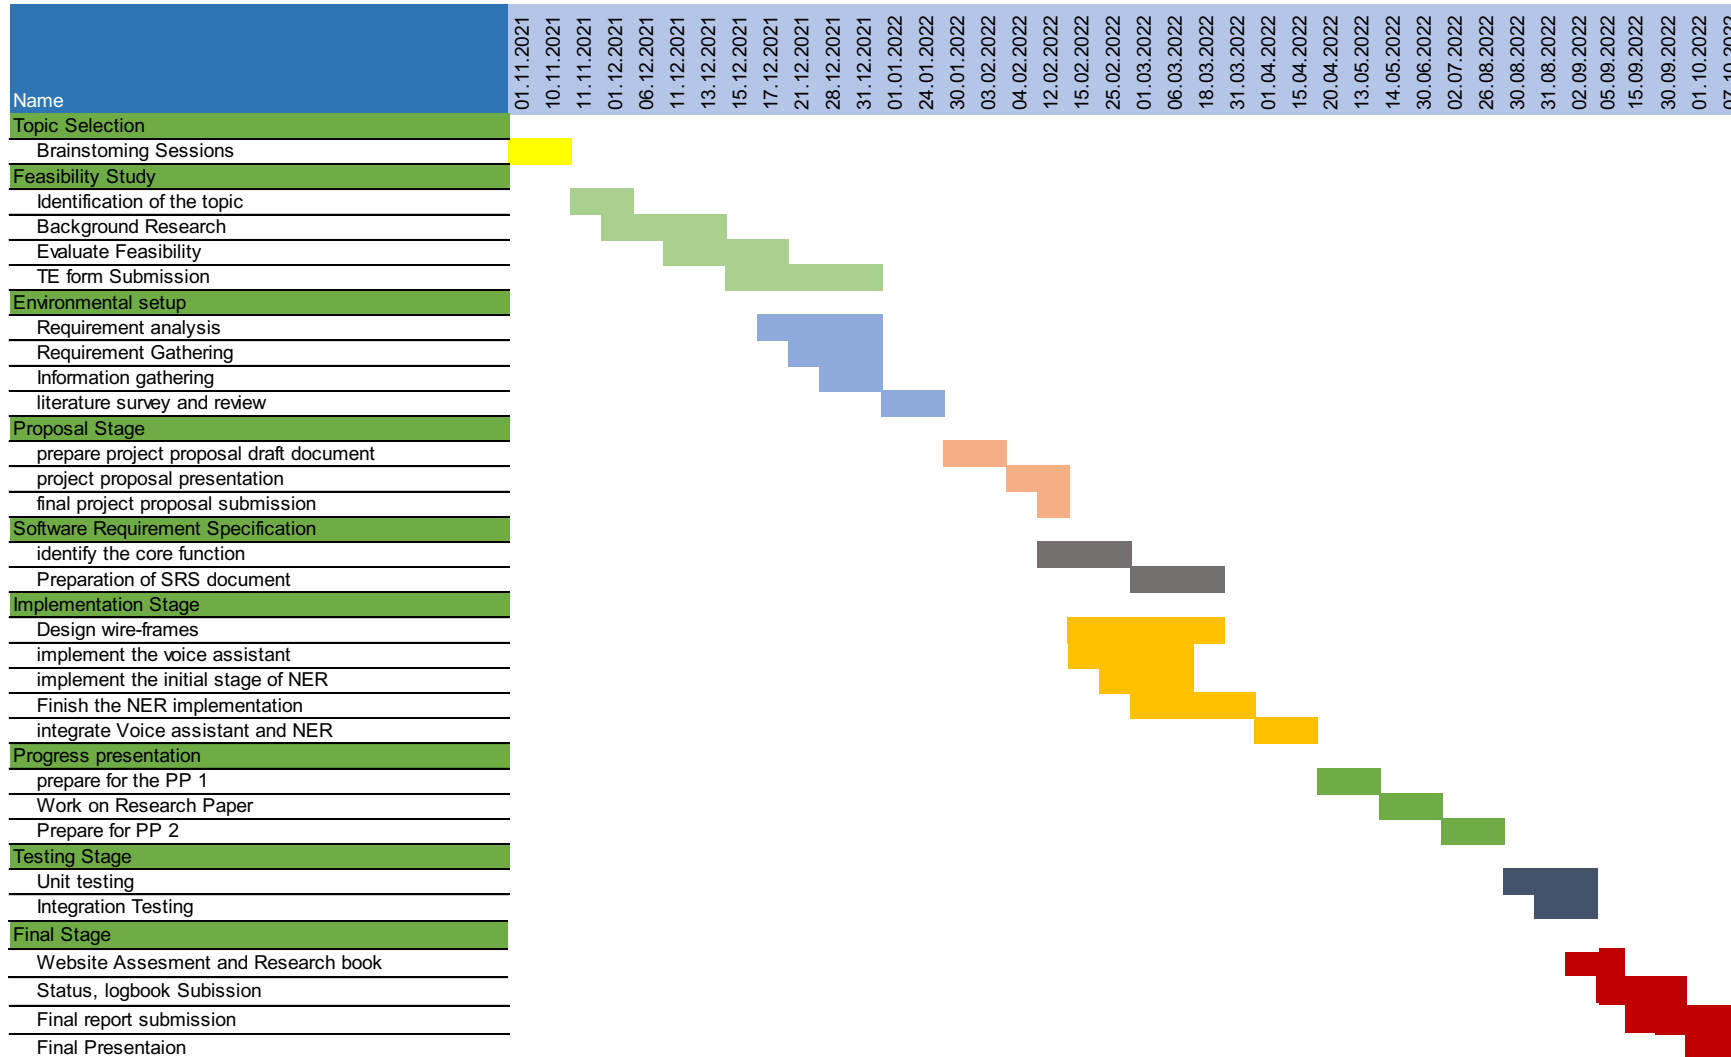 Name
01.11.2021
10.11.2021
11.11.2021
01.12.2021
06.12.2021
11.12.2021
13.12.2021
15.12.2021
17.12.2021
21.12.2021
28.12.2021
31.12.2021
01.01.2022
24.01.2022
30.01.2022
03.02.2022
04.02.2022
12.02.2022
15.02.2022
25.02.2022
01.03.2022
06.03.2022
18.03.2022
31.03.2022
01.04.2022
15.04.2022
20.04.2022
13.05.2022
14.05.2022
30.06.2022
02.07.2022
26.08.2022
30.08.2022
31.08.2022
02.09.2022
05.09.2022
15.09.2022
30.09.2022
01.10.2022
07.10.2022
Topic Selection
Brainstoming Sessions
Feasibility Study
Identification of the topic
Background Research
Evaluate Feasibility
TE form Submission
Environmental setup
Requirement analysis
Requirement Gathering
Information gathering
literature survey and review
Proposal Stage
prepare project proposal draft document
project proposal presentation
final project proposal submission
Software Requirement Specification
identify the core function
Preparation of SRS document
Implementation Stage
Design wire-frames
implement the voice assistant
implement the initial stage of NER
Finish the NER implementation
integrate Voice assistant and NER
Progress presentation
prepare for the PP 1
Work on Research Paper
Prepare for PP 2
Testing Stage
Unit testing
Integration Testing
Final Stage
Website Assesment and Research book
Status, logbook Subission
Final report submission
Final Presentaion